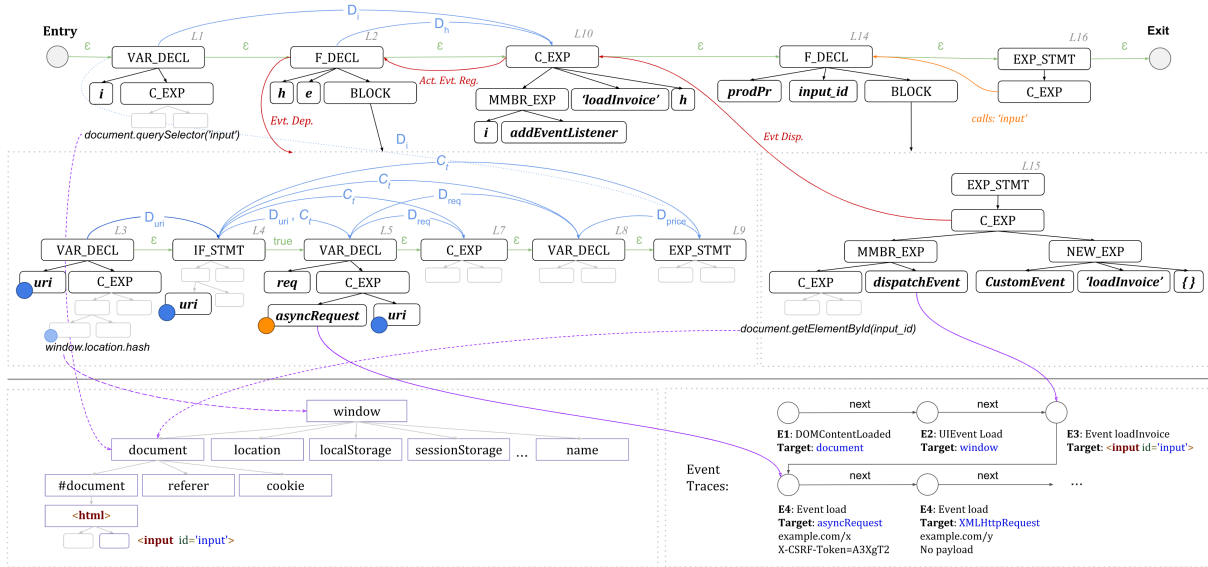 D_i
D_h
Entry
L1
L2
L10
L14
L16
Exit
ε
ε
ε
ε
ε
ε
VAR_DECL
F_DECL
C_EXP
F_DECL
EXP_STMT
Act. Evt. Reg.
i
C_EXP
h
e
BLOCK
MMBR_EXP
'loadInvoice'
h
prodPr
input_id
BLOCK
C_EXP
document.querySelector('input')
Evt. Dep.
i
addEventListener
Evt Disp.
calls: 'input'
D_i
C_t
C_t
C_t
D_req
D_uri
D_uri , C_t
D_req
D_price
L15
EXP_STMT
L3
L4
L5
L7
L8
L9
C_EXP
VAR_DECL
ε
IF_STMT
true
VAR_DECL
ε
C_EXP
ε
VAR_DECL
ε
EXP_STMT
MMBR_EXP
NEW_EXP
uri
C_EXP
uri
req
C_EXP
C_EXP
dispatchEvent
CustomEvent
'loadInvoice'
{ }
asyncRequest
uri
document.getElementById(input_id)
window.location.hash
window
document
location
localStorage
sessionStorage
...
name
#document
referer
cookie
<html>
<input id='input'>
next
next
E1: DOMContentLoaded
Target: document
E2: UIEvent Load
Target: window
E3: Event loadInvoice
Target: <input id='input'>
Event
Traces:
next
next
...
E4: Event load
Target: asyncRequest
example.com/x
X-CSRF-Token=A3XgT2
E4: Event load
Target: XMLHttpRequest
example.com/y
No payload